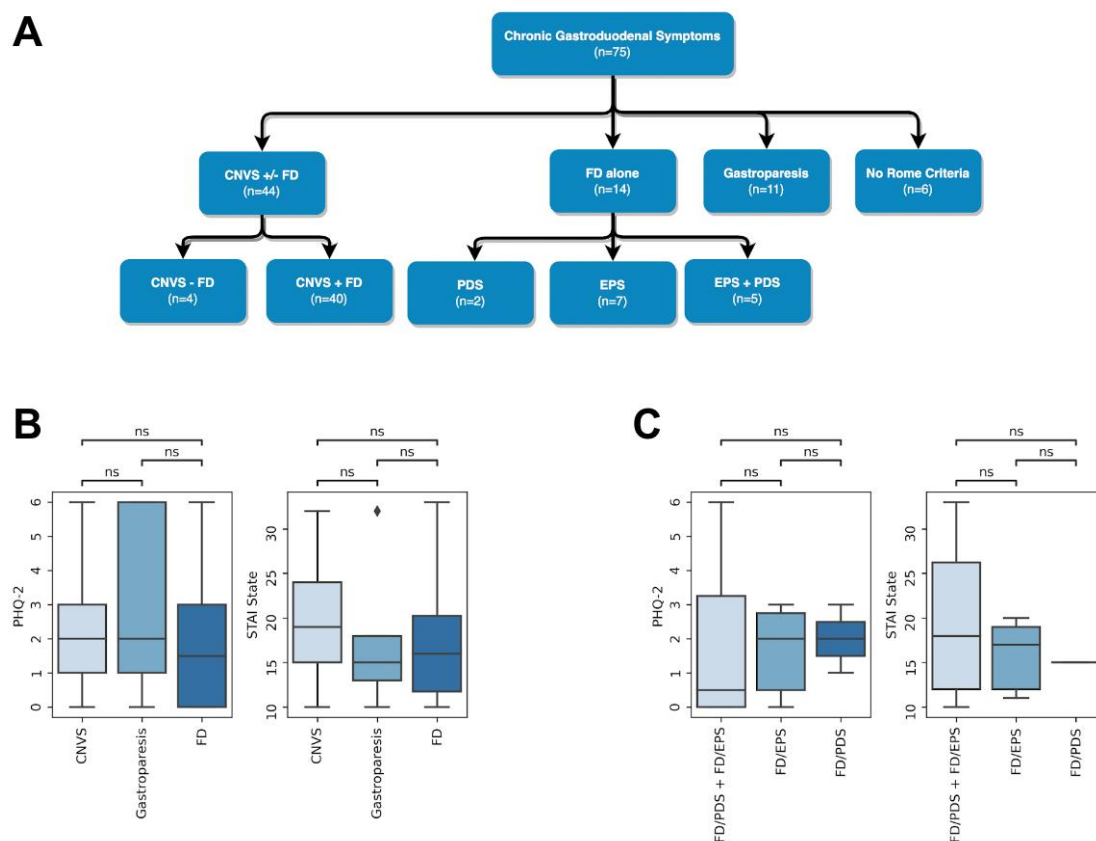 A
Chronic Gastroduodenal Symptoms
(n=75)
CNVS +/- FD
(n=44)
FD alone
(n=14)
Gastroparesis
(n=11)
No Rome Criteria
(n=6)
CNVS - FD
(n=4)
CNVS + FD
(n=40)
PDS
(n=2)
EPS
(n=7)
EPS + PDS
(n=5)
B
ns
ns
ns
PHQ-2
6
5
4
3
2
1
0
CNVS
Gastroparesis
FD
ns
ns
ns
STAI State
30
25
20
15
10
CNVS
Gastroparesis
FD
C
ns
ns
ns
PHQ-2
6
5
4
3
2
1
0
FD/PDS + FD/EPS
FD/EPS
FD/PDS
ns
ns
ns
STAI State
30
25
20
15
10
FD/PDS + FD/EPS
FD/EPS
FD/PDS